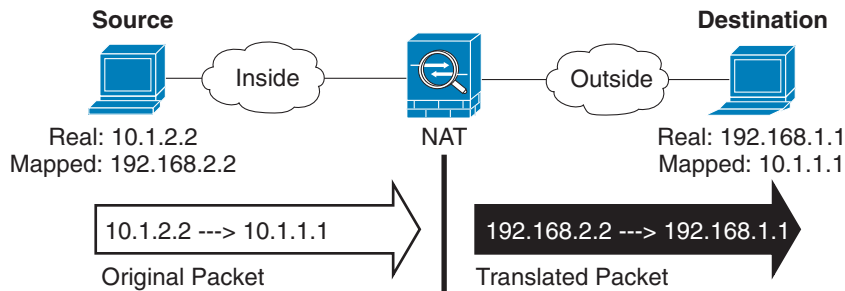 Source
Destination
Inside
Outside
Real: 10.1.2.2
Mapped: 192.168.2.2
NAT
Real: 192.168.1.1
Mapped: 10.1.1.1
10.1.2.2 ---> 10.1.1.1
192.168.2.2 ---> 192.168.1.1
Original Packet
Translated Packet